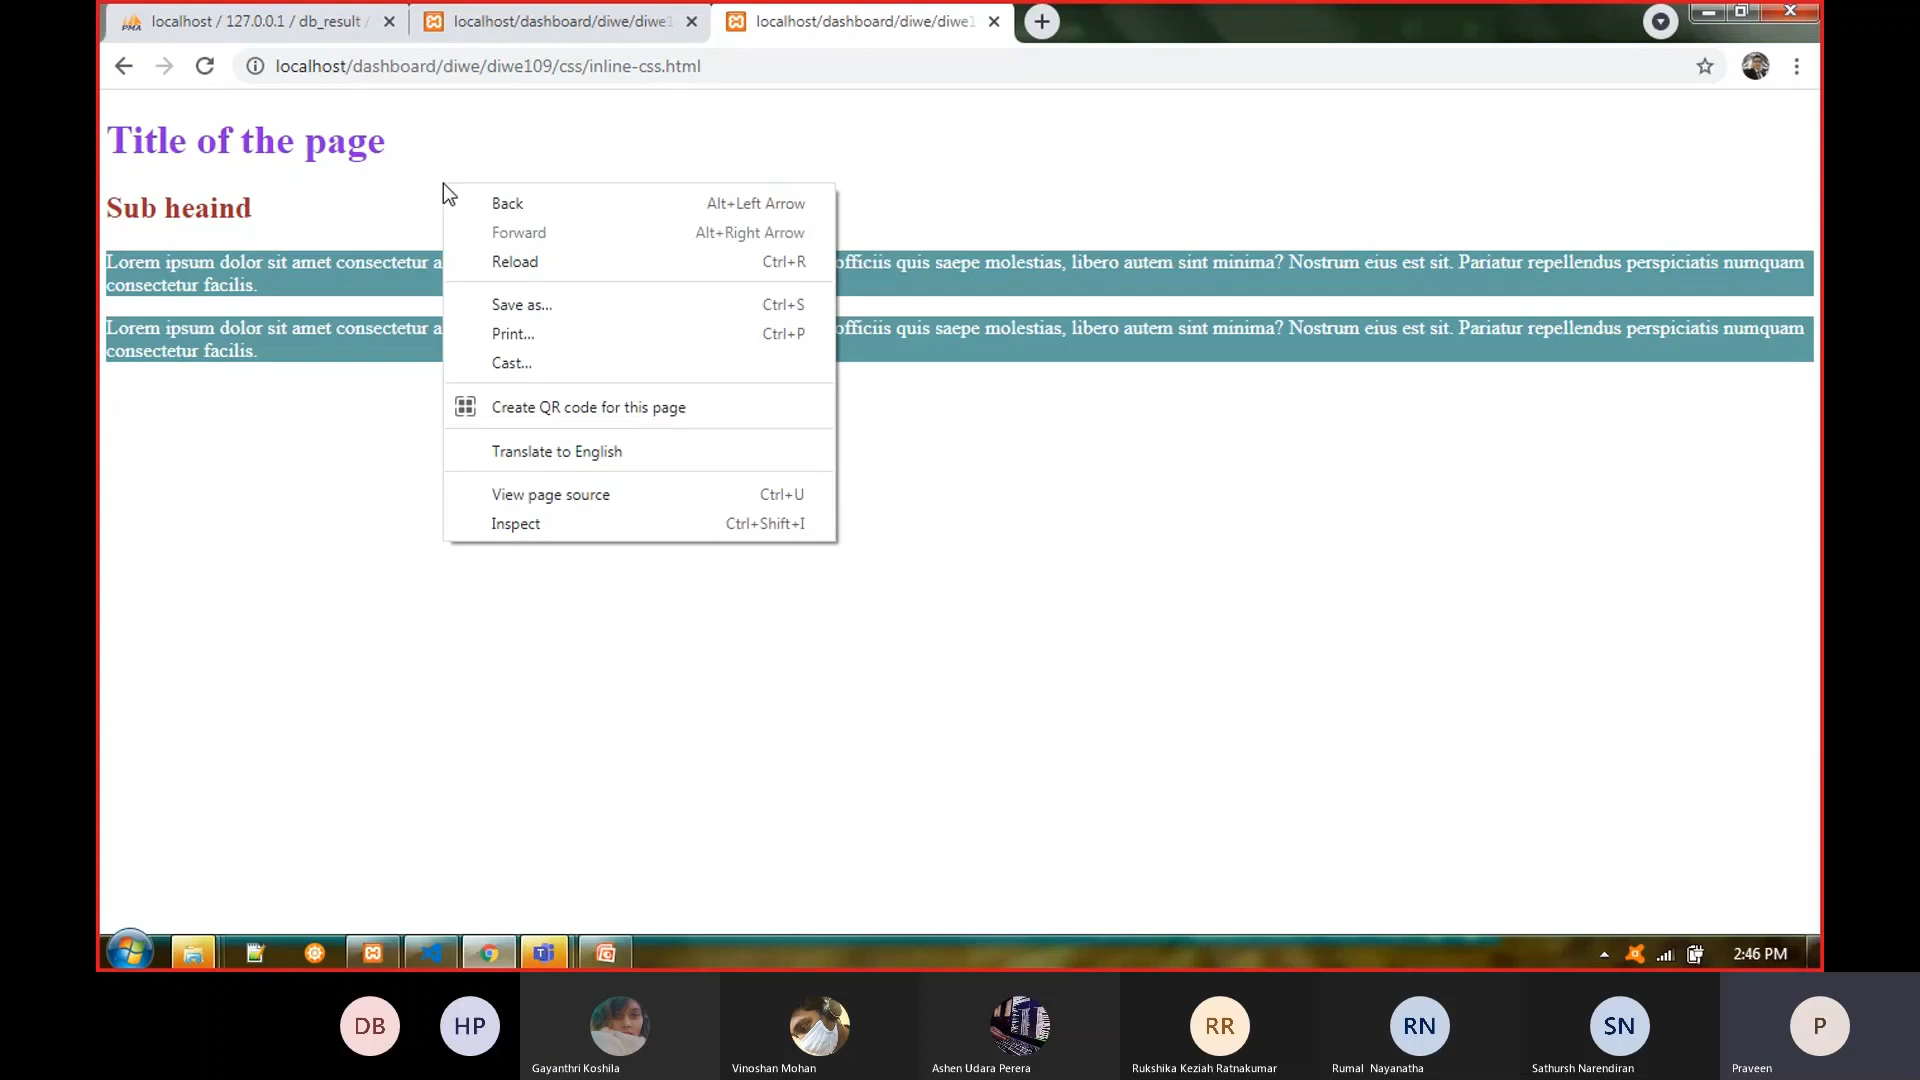 localhost / 127.0.0.1 / db_result /
localhost/dashboard/diwe/diwe1
localhost/dashboard/diwe/diwe1
localhost/dashboard/diwe/diwe109/css/inline-css.html
Title of the page
Sub heaind
Lorem ipsum dolor sit amet consectetur a
officiis quis saepe molestias, libero autem sint minima? Nostrum eius est sit. Pariatur repellendus perspiciatis numquam
consectetur facilis.
Lorem ipsum dolor sit amet consectetur a
officiis quis saepe molestias, libero autem sint minima? Nostrum eius est sit. Pariatur repellendus perspiciatis numquam
consectetur facilis.
Back Alt+Left Arrow
Forward Alt+Right Arrow
Reload Ctrl+R
Save as... Ctrl+S
Print... Ctrl+P
Cast...
Create QR code for this page
Translate to English
View page source Ctrl+U
Inspect Ctrl+Shift+I
PMA
2:46 PM
DB
HP
RR
RN
SN
P
Gayanthri Koshila
Vinoshan Mohan
Ashen Udara Perera
Rukshika Keziah Ratnakumar
Rumal Nayanatha
Sathursh Narendiran
Praveen